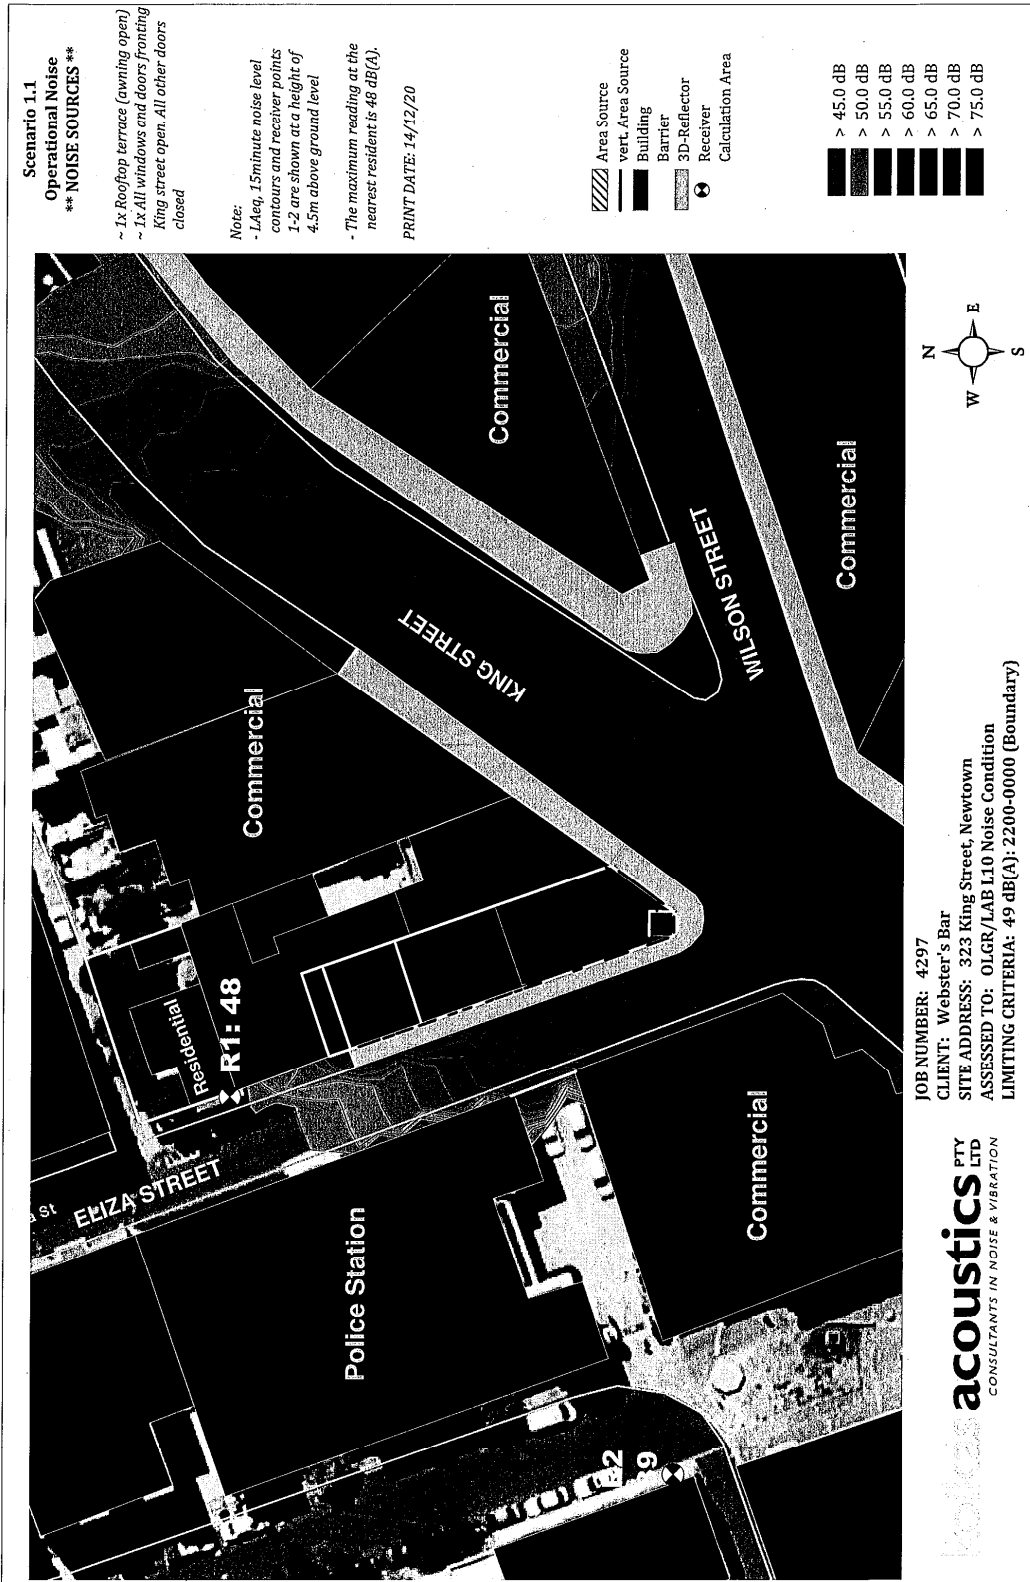 Scenario 1.1
Operational Noise
** NOISE SOURCES **
~ 1x Rooftop terrace (awning open)
~ 1x All windows and doors fronting
King street open. All other doors
closed
Note:
- LAeq, 15minute noise level
contours and receiver points
1-2 are shown at a height of
4.5m above ground level
- The maximum reading at the
nearest resident is 48 dB(A).
PRINT DATE: 14/12/20
Area Source
vert. Area Source
Building
Barrier
3D-Reflector
Receiver
Calculation Area
> 45.0 dB
> 50.0 dB
> 55.0 dB
> 60.0 dB
> 65.0 dB
> 70.0 dB
> 75.0 dB
St
ELIZA STREET
Residential
R1: 48
Police Station
Commercial
Commercial
KING STREET
Commercial
WILSON STREET
Commercial
N
W
E
S
kotikas acoustics PTY
LTD
CONSULTANTS IN NOISE & VIBRATION
JOB NUMBER: 4297
CLIENT: Webster's Bar
SITE ADDRESS: 323 King Street, Newtown
ASSESSED TO: OLGR/LAB L10 Noise Condition
LIMITING CRITERIA: 49 dB(A): 2200-0000 (Boundary)